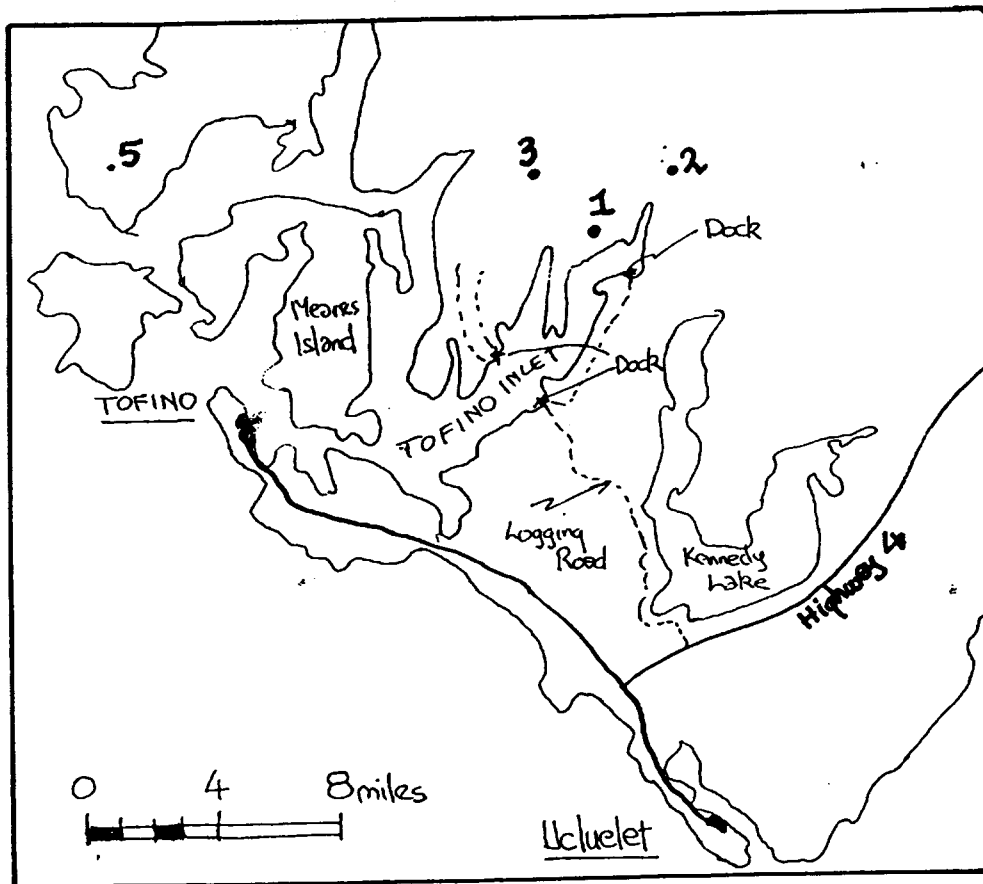 .5
3
2
1
Dock
Meares
Island
Dock
TOFINO INLET
TOFINO
Logging
Road
Kennedy
Lake
Highway 4
0 4 8 miles
Ucluelet